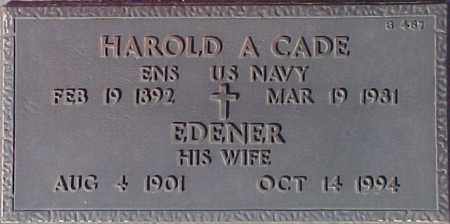 B 437
HAROLD A CADE
ENS US NAVY
FEB 19 1892 MAR 19 1981
EDENER
HIS WIFE
AUG 4 1901 OCT 14 1994